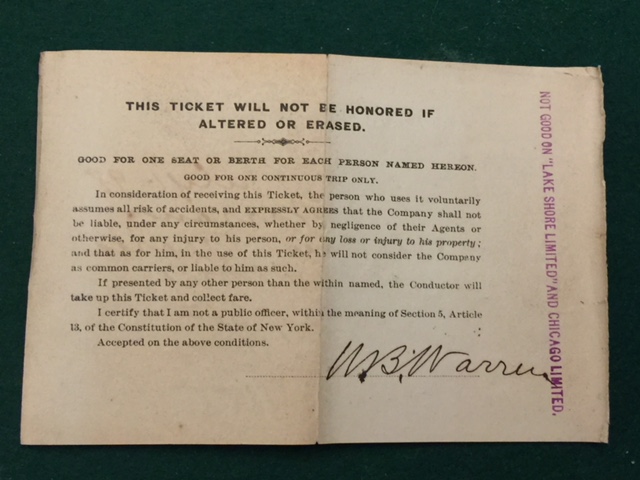 THIS TICKET WILL NOT BE HONORED IF
ALTERED OR ERASED.
GOOD FOR ONE SEAT OR BERTH FOR EACH PERSON NAMED HEREON.
GOOD FOR ONE CONTINUOUS TRIP ONLY.
In consideration of receiving this Ticket, the person who uses it voluntarily
assumes all risk of accidents, and EXPRESSLY AGREES that the Company shall not
be liable, under any circumstances, whether by negligence of their Agents or
otherwise, for any injury to his person, or for any loss or injury to his property;
and that as for him, in the use of this Ticket, he will not consider the Company
as common carriers, or liable to him as such.
If presented by any other person than the within named, the Conductor will
take up this Ticket and collect fare.
I certify that I am not a public officer, within the meaning of Section 5, Article
13, of the Constitution of the State of New York.
Accepted on the above conditions.
W.B. Warren
NOT GOOD ON "LAKE SHORE LIMITED" AND CHICAGO LIMITED.